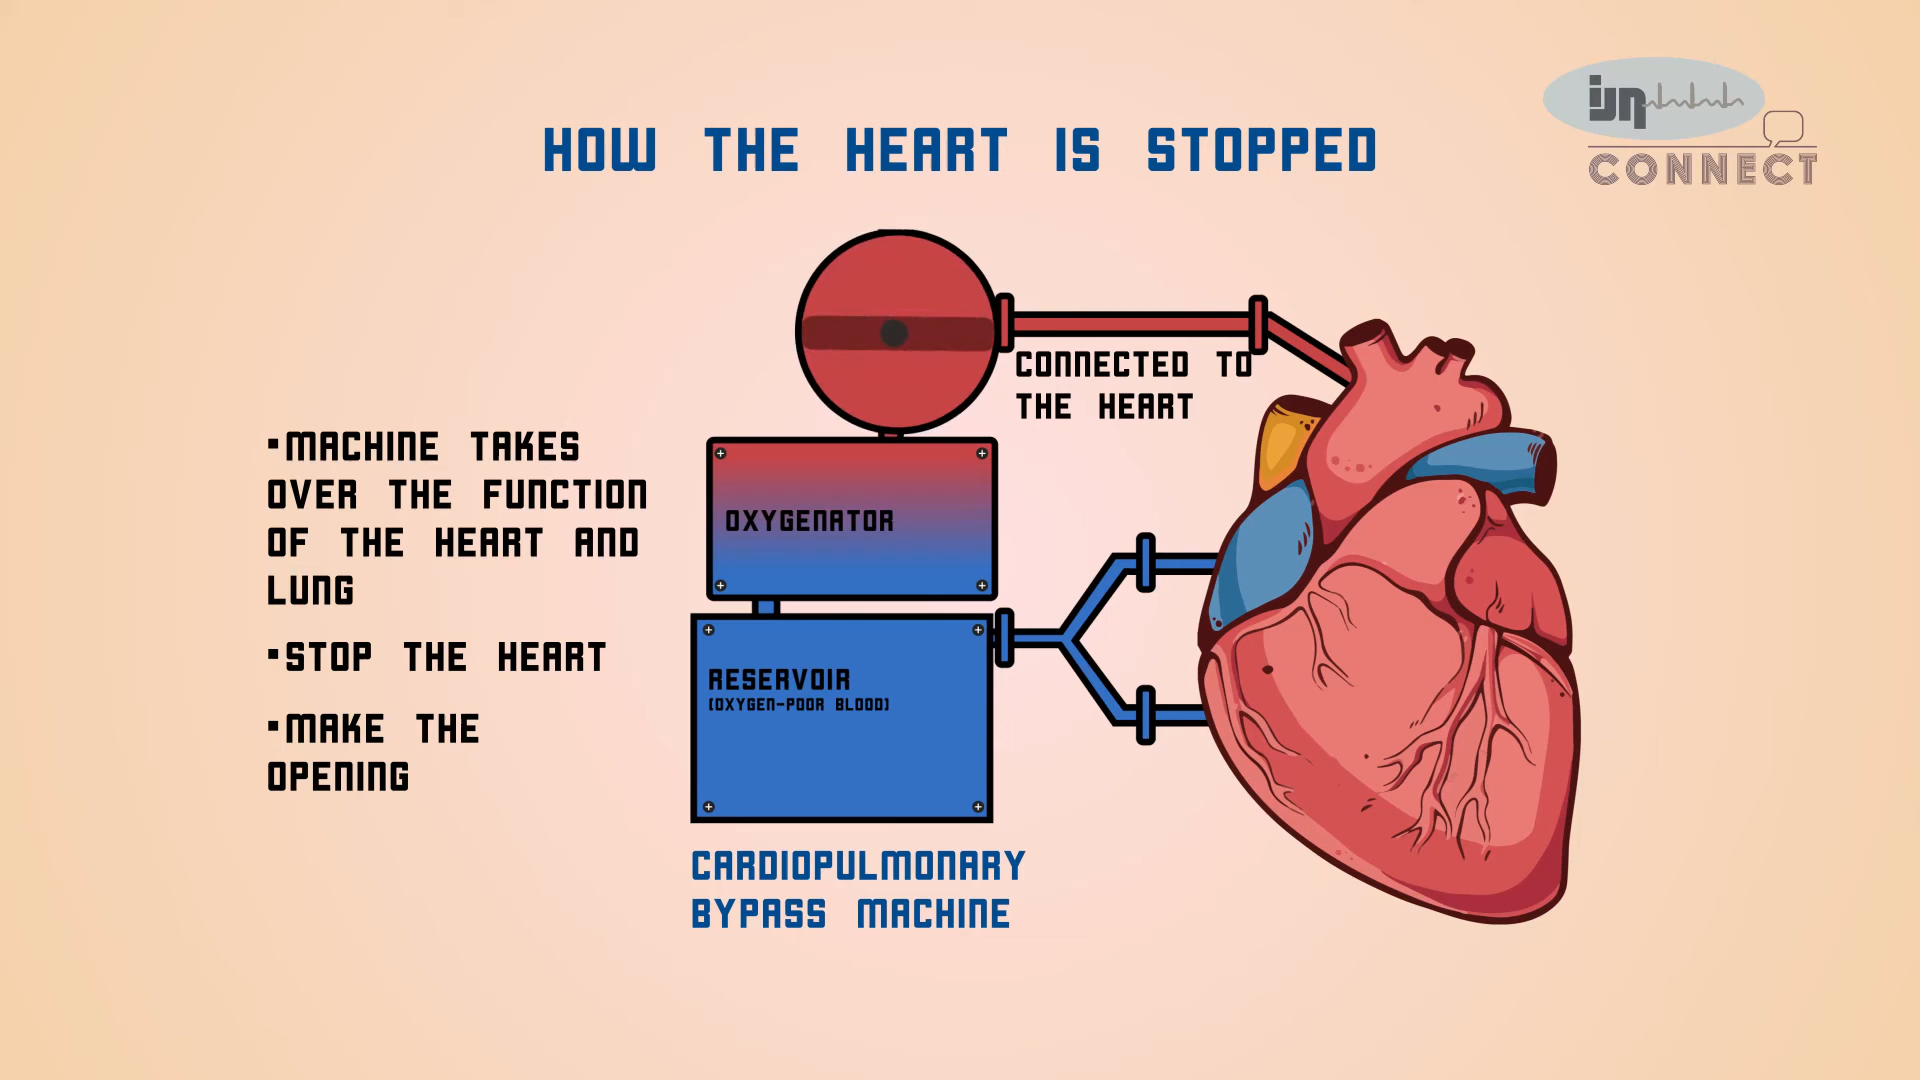 ijn
CONNECT
HOW THE HEART IS STOPPED
CONNECTED TO
THE HEART
▪MACHINE TAKES
OVER THE FUNCTION
OF THE HEART AND
LUNG
▪STOP THE HEART
▪MAKE THE
OPENING
OXYGENATOR
RESERVOIR
(OXYGEN-POOR BLOOD)
CARDIOPULMONARY
BYPASS MACHINE